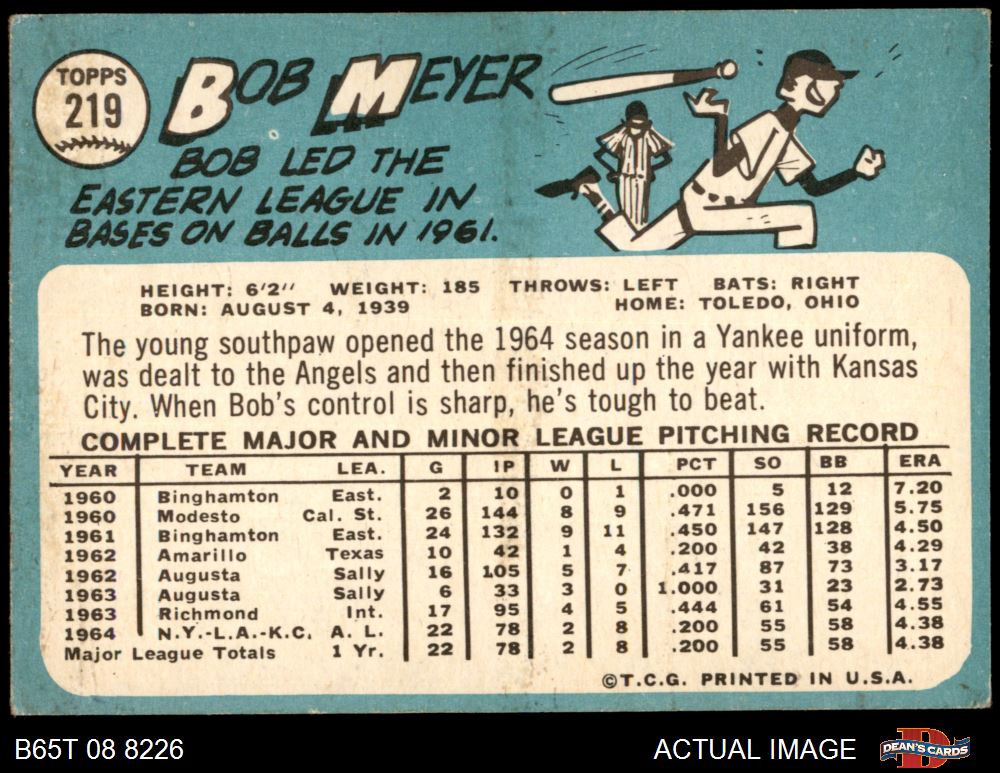 TOPPS
219
BOB MEYER
BOB LED THE
EASTERN LEAGUE IN
BASES ON BALLS IN 1961.
HEIGHT: 6'2" WEIGHT: 185 THROWS: LEFT BATS: RIGHT
BORN: AUGUST 4, 1939 HOME: TOLEDO, OHIO
The young southpaw opened the 1964 season in a Yankee uniform,
was dealt to the Angels and then finished up the year with Kansas
City. When Bob's control is sharp, he's tough to beat.
COMPLETE MAJOR AND MINOR LEAGUE PITCHING RECORD
YEAR TEAM LEA. G IP W L PCT SO BB ERA
1960 Binghamton East. 2 10 0 1 .000 5 12 7.20
1960 Modesto Cal. St. 26 144 8 9 .471 156 129 5.75
1961 Binghamton East. 24 132 9 11 .450 147 128 4.50
1962 Amarillo Texas 10 42 1 4 .200 42 38 4.29
1962 Augusta Sally 16 105 5 7 .417 87 73 3.17
1963 Augusta Sally 6 33 3 0 1.000 31 23 2.73
1963 Richmond Int. 17 95 4 5 .444 61 54 4.55
1964 N.Y.-L.A.-K.C. A. L. 22 78 2 8 .200 55 58 4.38
Major League Totals 1 Yr. 22 78 2 8 .200 55 58 4.38
©T.C.G. PRINTED IN U.S.A.
B65T 08 8226 ACTUAL IMAGE DEAN'S CARDS